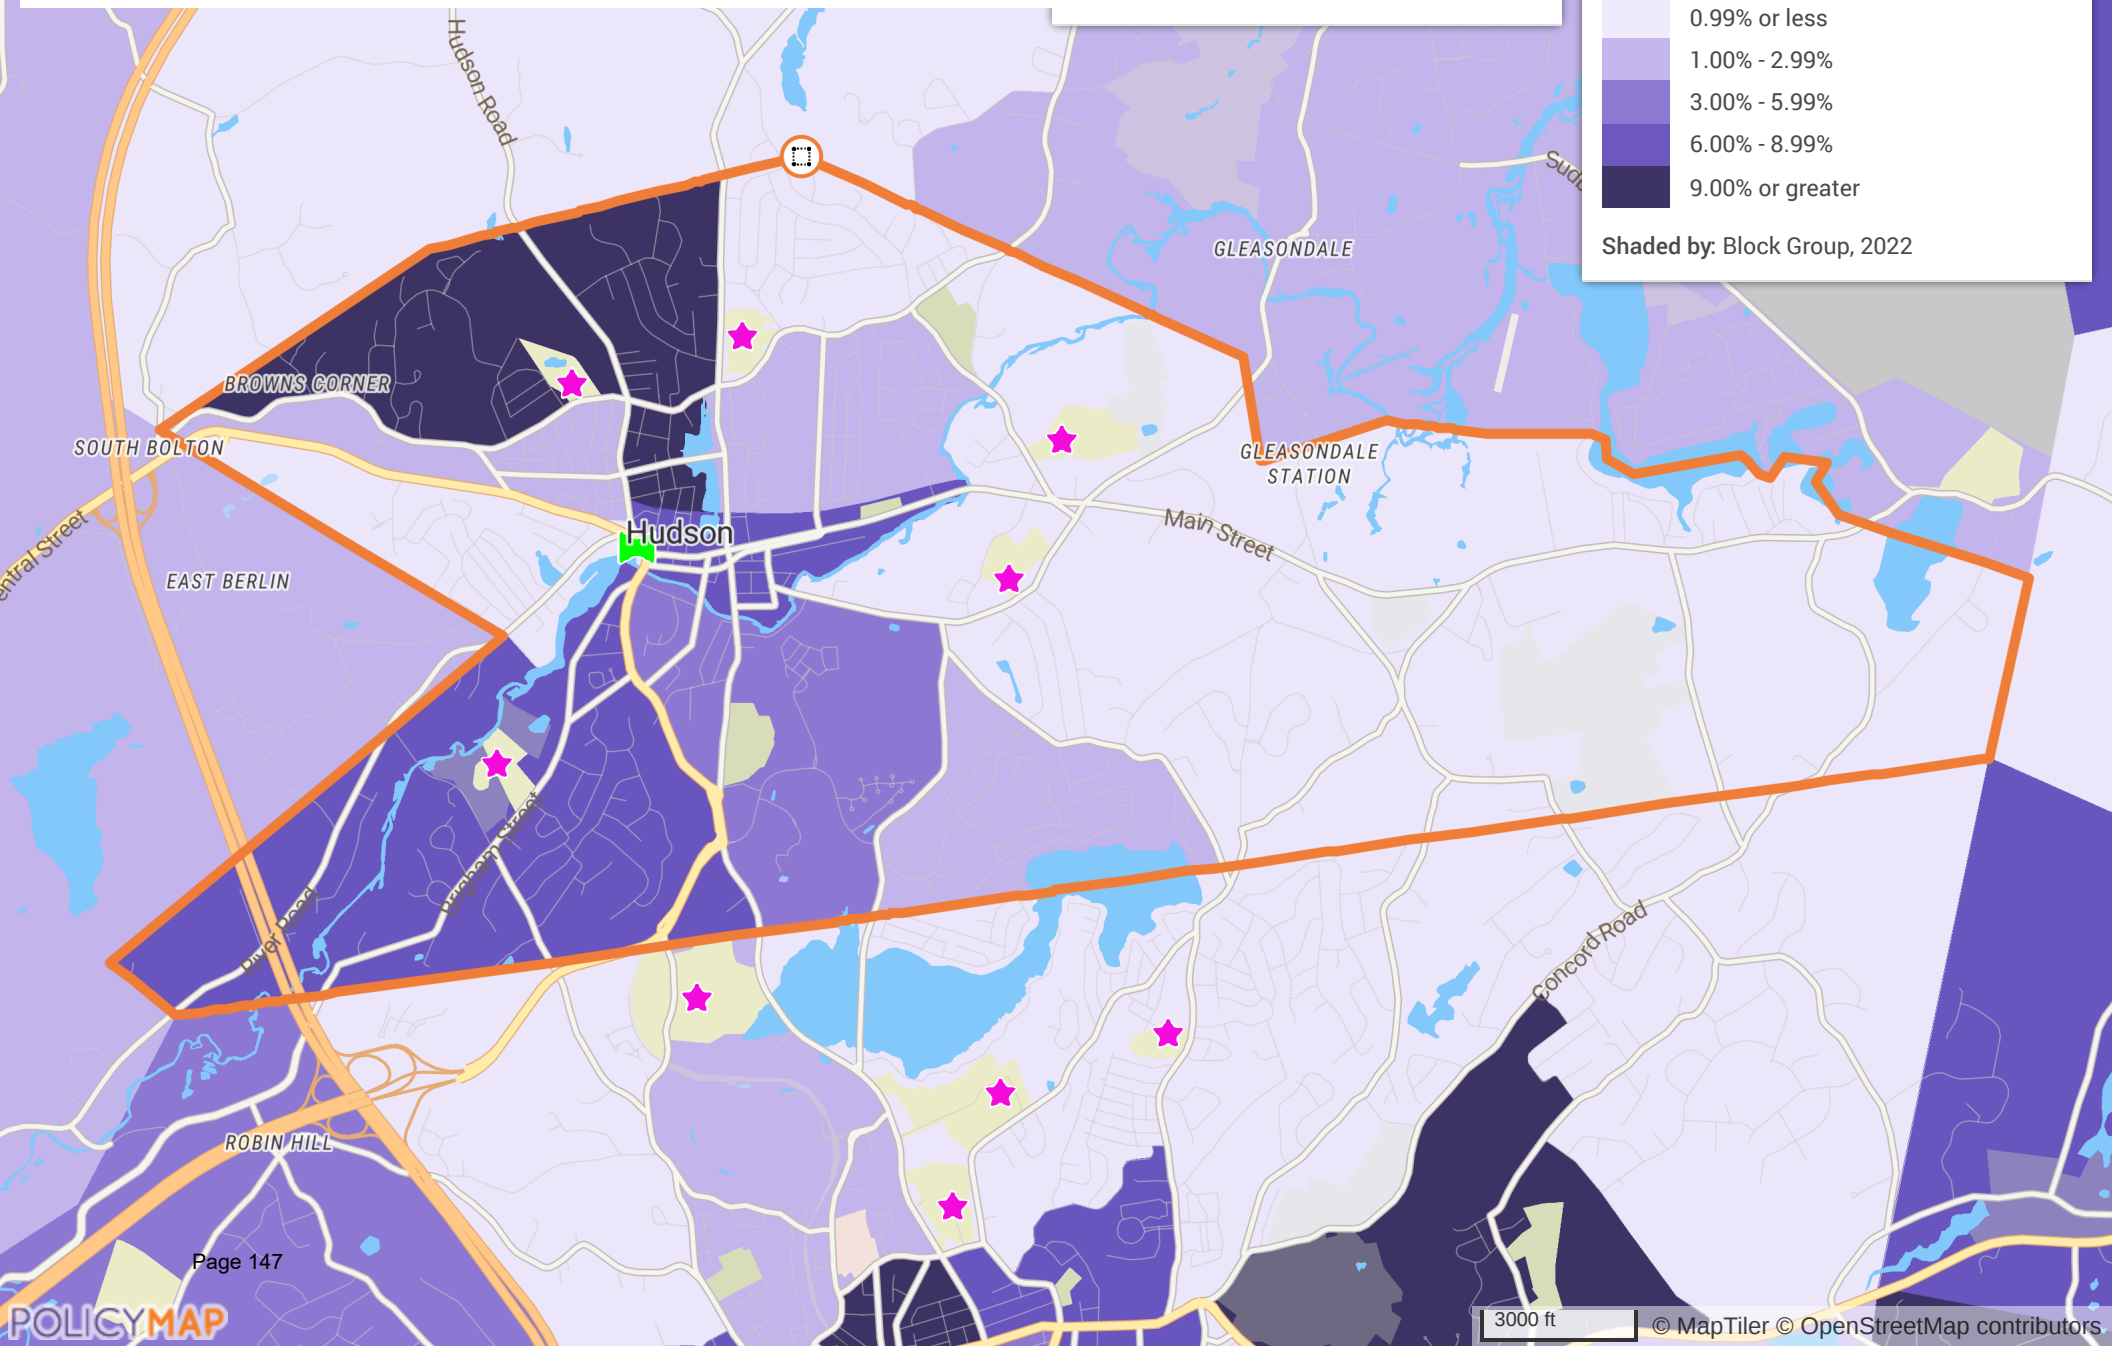 0.99% or less
1.00% - 2.99%
3.00% - 5.99%
6.00% - 8.99%
9.00% or greater
Shaded by: Block Group, 2022
Hudson Road
GLEASONDALE
BROWNS CORNER
SOUTH BOLTON
GLEASONDALE
STATION
Main Street
Hudson
EAST BERLIN
Brigham Street
River Road
Concord Road
ROBIN HILL
Page 147
POLICYMAP
3000 ft
© MapTiler © OpenStreetMap contributors